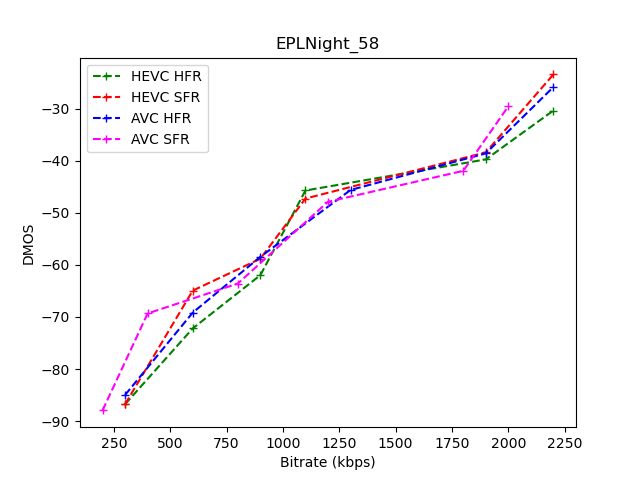 EPLNight_58
HEVC HFR
HEVC SFR
AVC HFR
AVC SFR
DMOS
−30
−40
−50
−60
−70
−80
−90
250 500 750 1000 1250 1500 1750 2000 2250
Bitrate (kbps)